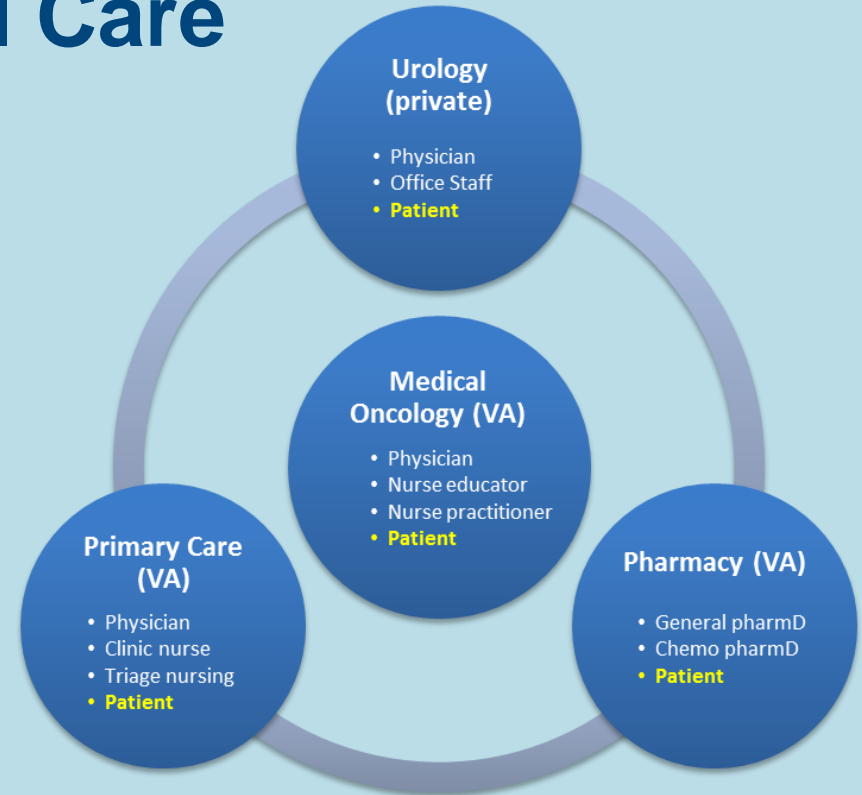 Care
Urology
(private)
• Physician
• Office Staff
• Patient
Medical
Oncology (VA)
• Physician
• Nurse educator
• Nurse practitioner
• Patient
Primary Care
(VA)
• Physician
• Clinic nurse
• Triage nursing
• Patient
Pharmacy (VA)
• General pharmD
• Chemo pharmD
• Patient